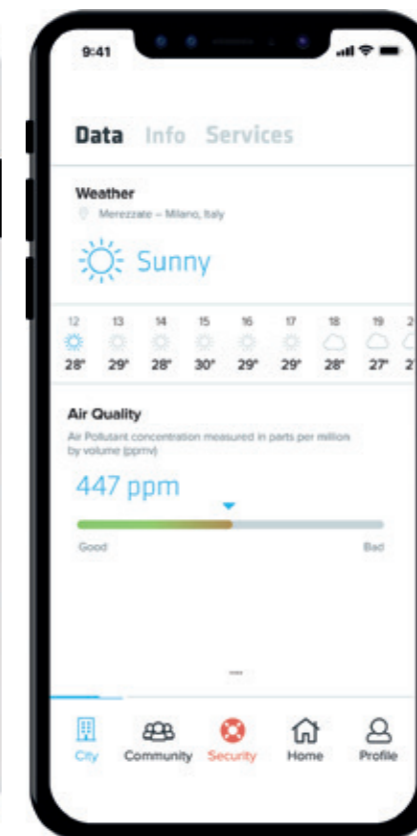 9:41
Data Info Services
Weather
Merezzate – Milano, Italy
Sunny
12 13 14 15 16 17 18 19
28° 29° 28° 30° 29° 29° 28° 27°
Air Quality
Air Pollutant concentration measured in parts per million
by volume (ppmv)
447 ppm
Good Bad
City Community Security Home Profile